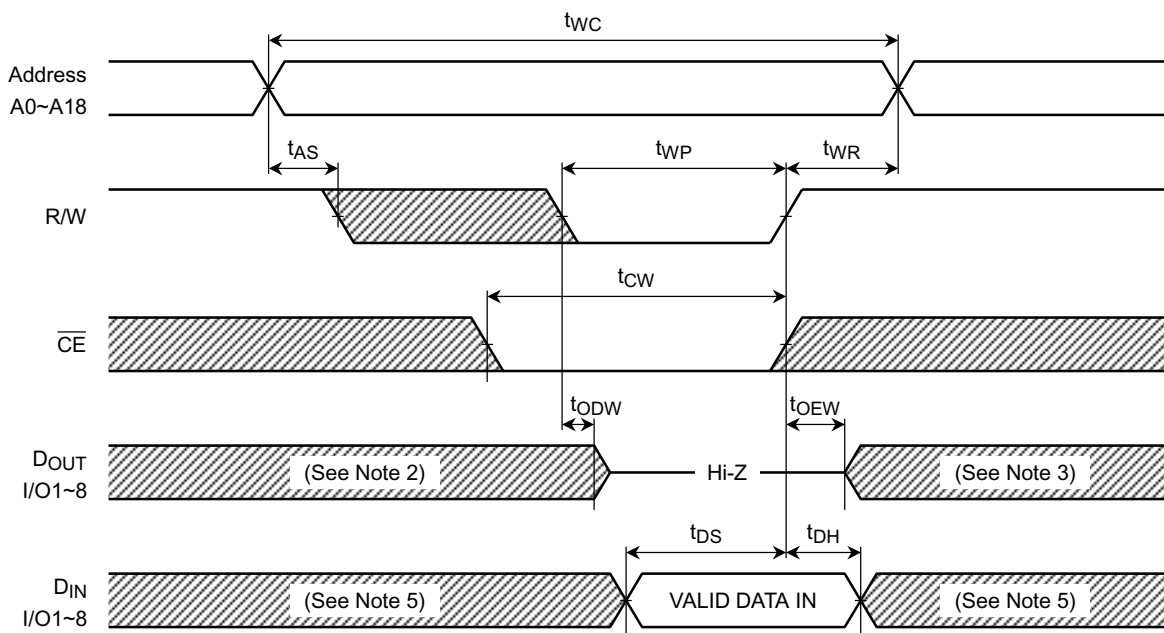 tWC
Address
A0~A18
tAS
tWP
tWR
R/W
tCW
CE
tODW
tOEW
DOUT
I/O1~8
(See Note 2)
Hi-Z
(See Note 3)
tDS
tDH
DIN
I/O1~8
(See Note 5)
VALID DATA IN
(See Note 5)